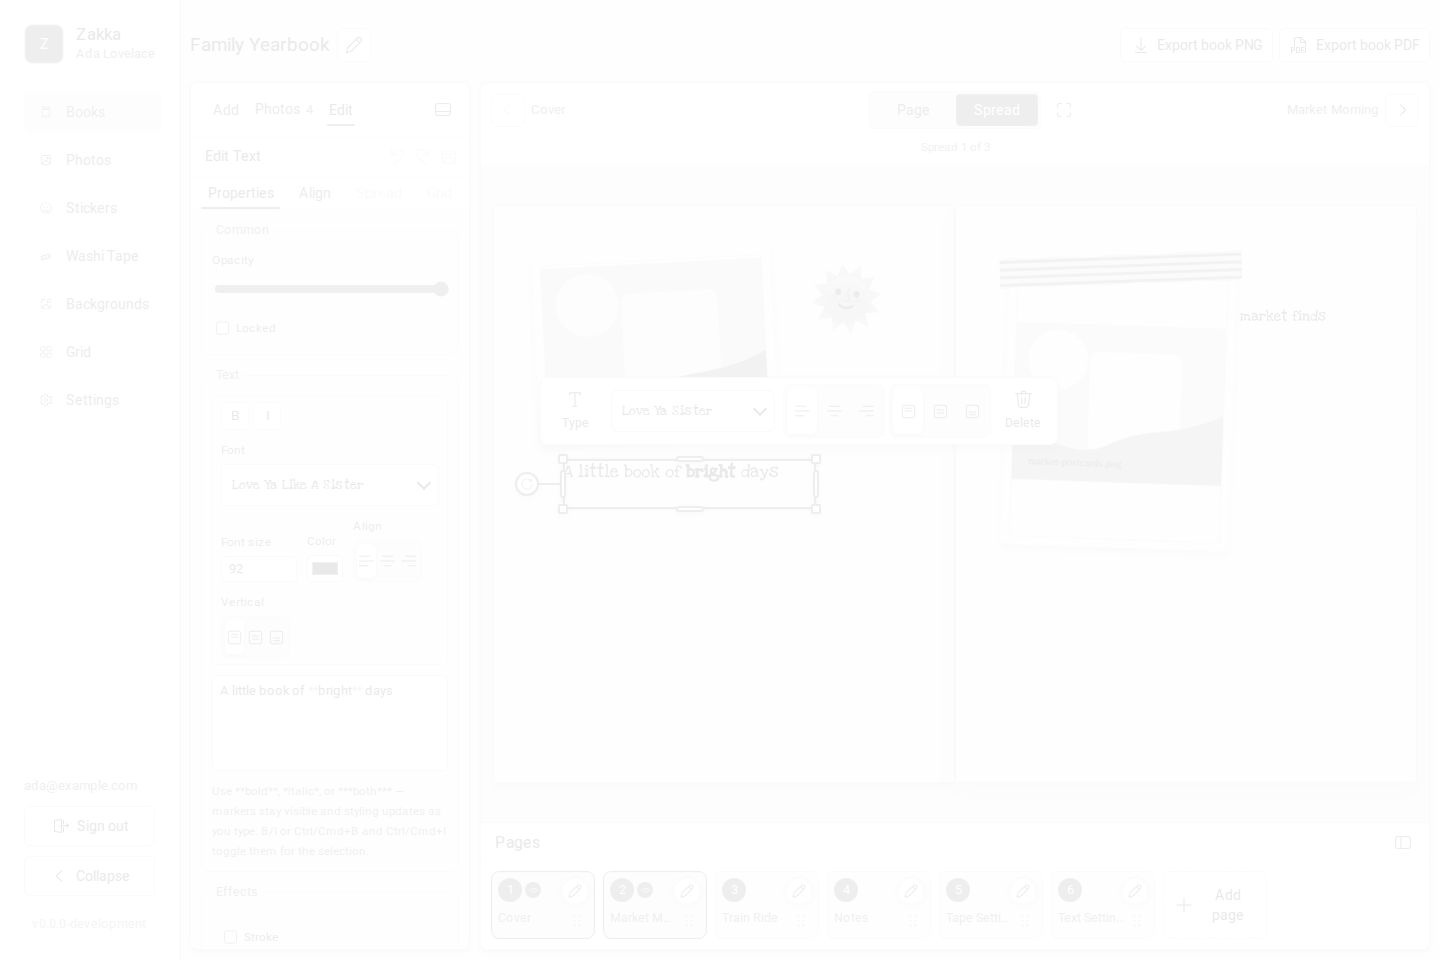 Z
Zakka
Ada Lovelace
Books
Photos
Stickers
Washi Tape
Backgrounds
Grid
Settings
ada@example.com
Sign out
Collapse
v0.0.0-development
Family Yearbook
Export book PNG
Export book PDF
Add
Photos 4
Edit
Edit Text
Properties
Align
Spread
Grid
Common
Opacity
Locked
Text
B
I
Font
Love Ya Like A Sister
Font size
Color
Align
92
Vertical
A little book of **bright** days
Use **bold**, *italic*, or ***both*** —
markers stay visible and styling updates as
you type. B/I or Ctrl/Cmd+B and Ctrl/Cmd+I
toggle them for the selection.
Effects
Stroke
Cover
Page
Spread
Market Morning
Spread 1 of 3
market finds
Type
Love Ya Sister
Delete
A little book of bright days
Pages
1
Cover
2
Market M...
3
Train Ride
4
Notes
5
Tape Setti...
6
Text Settin...
Add
page